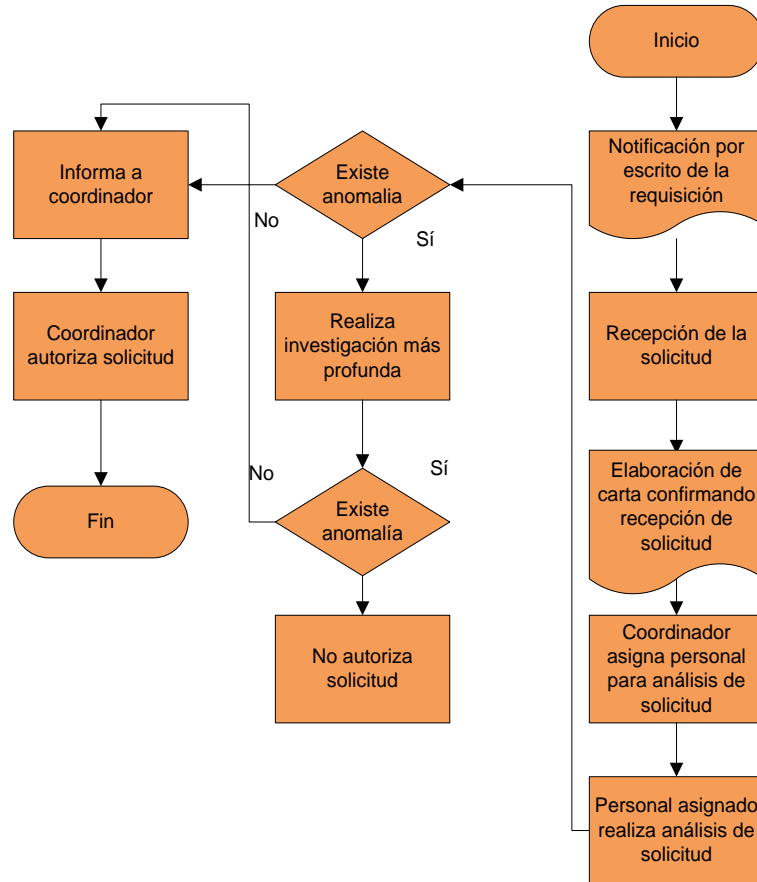 Inicio
Notificación por
escrito de la
requisición
Recepción de la
solicitud
Elaboración de
carta confirmando
recepción de
solicitud
Coordinador
asigna personal
para análisis de
solicitud
Personal asignado
realiza análisis de
solicitud
Existe
anomalia
No
Sí
Informa a
coordinador
Coordinador
autoriza solicitud
Fin
Realiza
investigación más
profunda
No
Sí
Existe
anomalía
No autoriza
solicitud